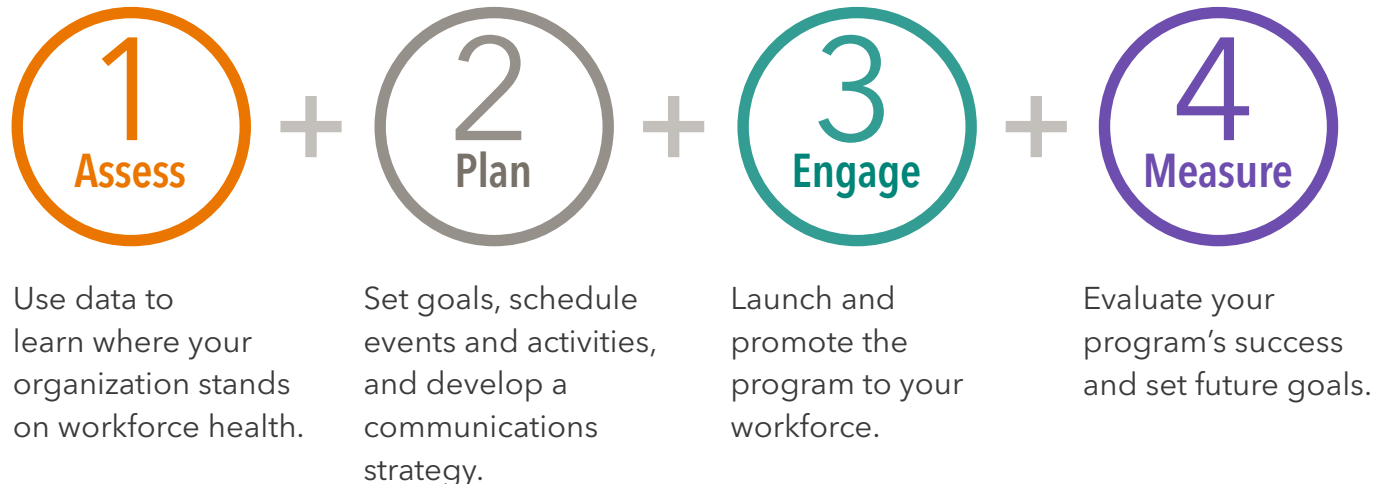 1
Assess
+
2
Plan
+
3
Engage
+
4
Measure
Use data to
learn where your
organization stands
on workforce health.
Set goals, schedule
events and activities,
and develop a
communications
strategy.
Launch and
promote the
program to your
workforce.
Evaluate your
program’s success
and set future goals.